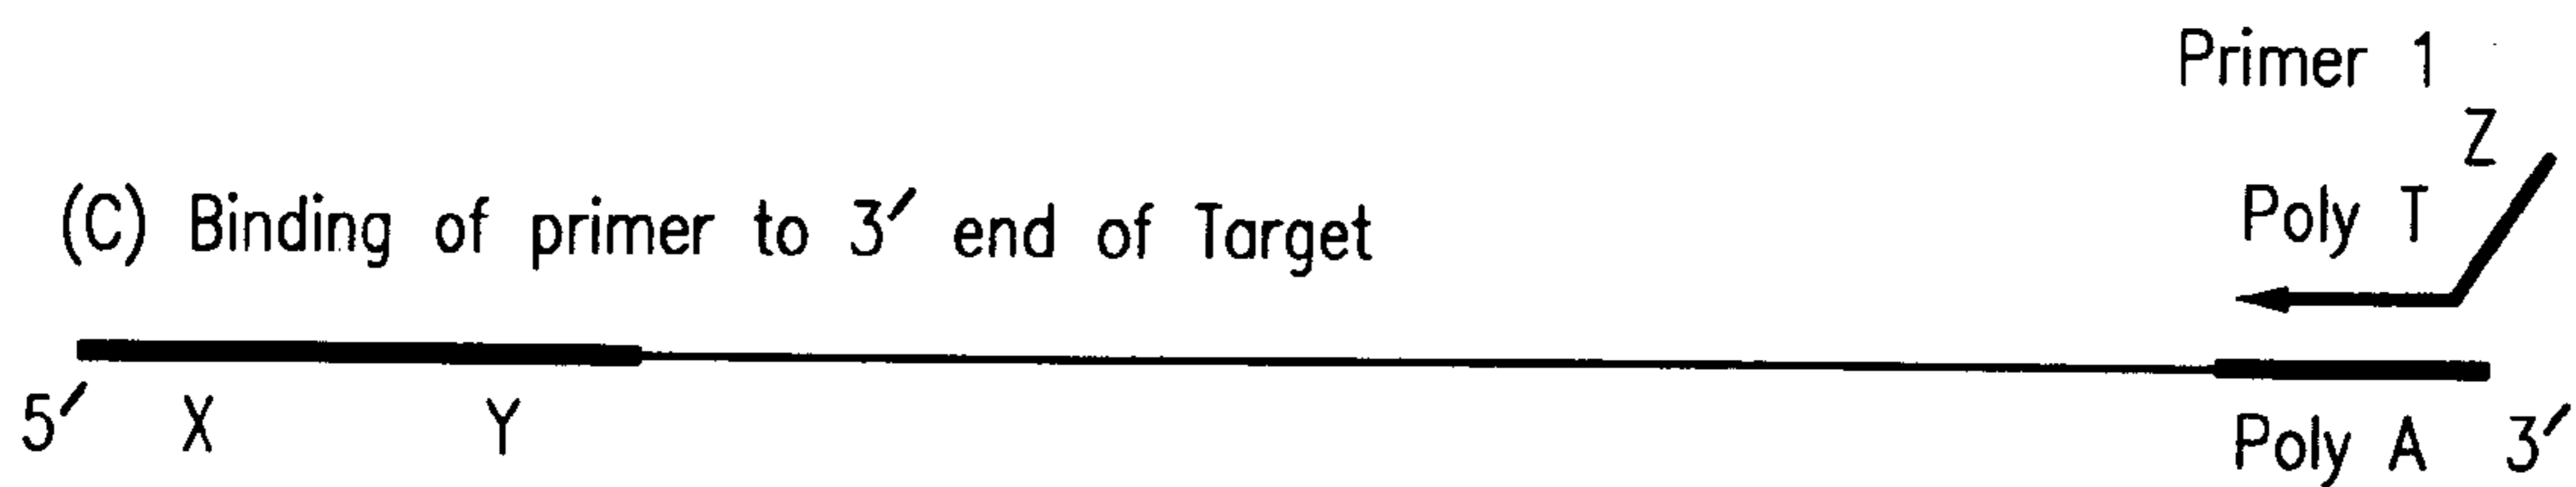 Primer 1
Z
Poly T
(C) Binding of primer to 3′ end of Target
5′ X Y
Poly A 3′